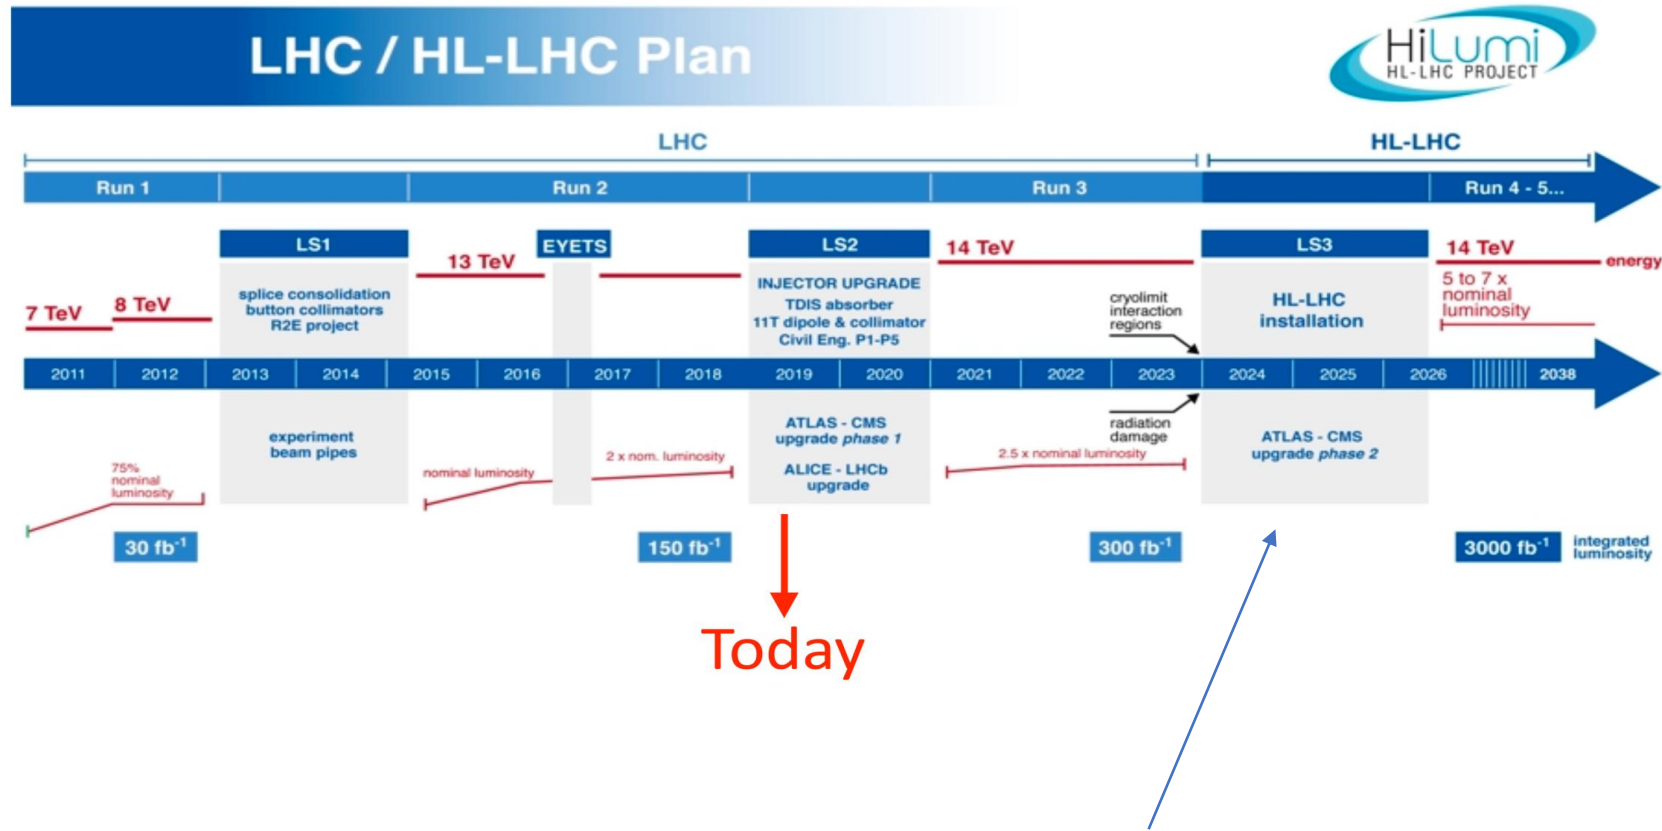 LHC / HL-LHC Plan
HiLumi
HL-LHC PROJECT
LHC
HL-LHC
Run 1
Run 2
Run 3
Run 4 - 5...
LS1
EYETS
LS2
14 TeV
LS3
14 TeV
energy
13 TeV
7 TeV
8 TeV
splice consolidation
button collimators
R2E project
INJECTOR UPGRADE
TDIS absorber
11T dipole & collimator
Civil Eng. P1-P5
cryolimit
interaction
regions
HL-LHC
installation
5 to 7 x
nominal
luminosity
2011
2012
2013
2014
2015
2016
2017
2018
2019
2020
2021
2022
2023
2024
2025
2026
2038
75%
nominal
luminosity
experiment
beam pipes
nominal luminosity
2 x nom. luminosity
ATLAS - CMS
upgrade phase 1
ALICE - LHCb
upgrade
radiation
damage
2.5 x nominal luminosity
ATLAS - CMS
upgrade phase 2
30 fb-1
150 fb-1
300 fb-1
3000 fb-1
integrated
luminosity
Today